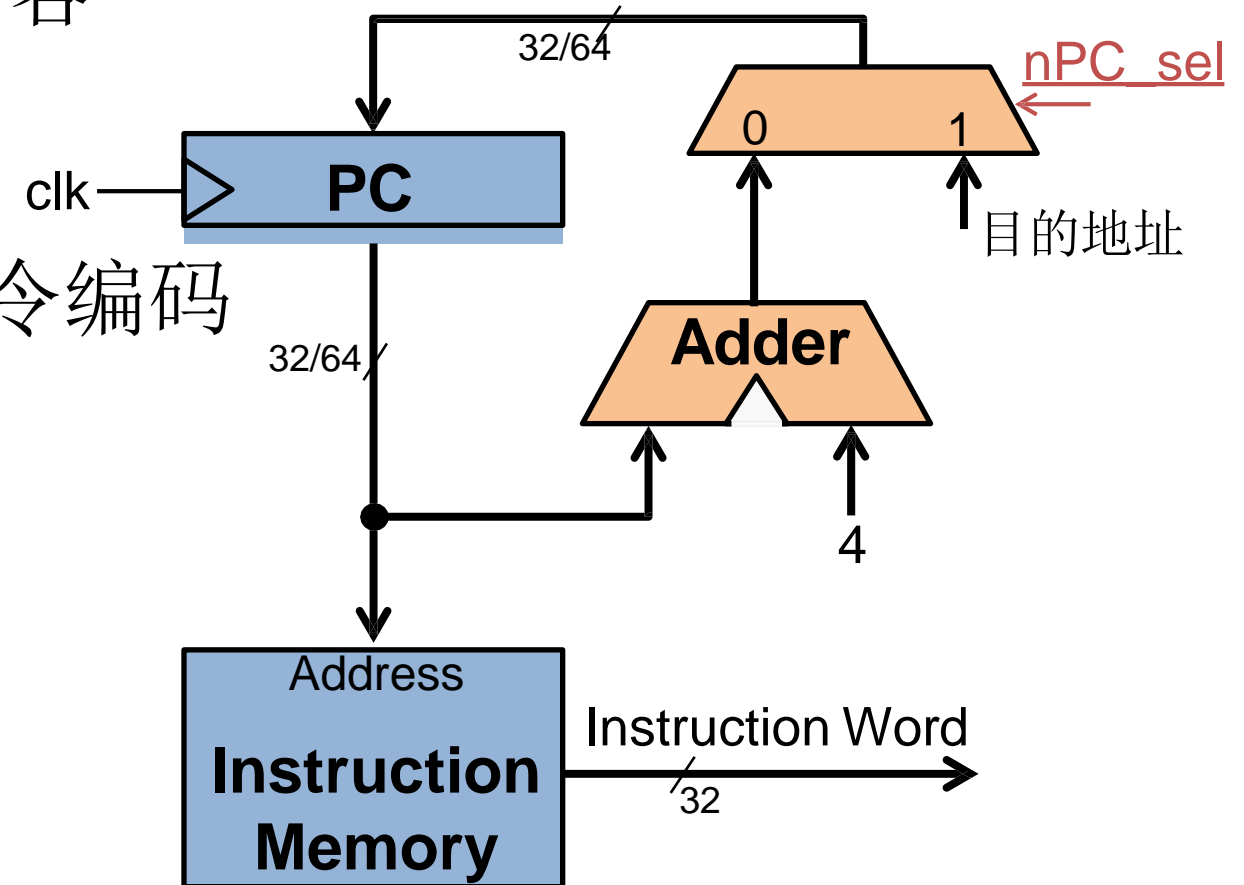 32/64
nPC_sel
0 1
clk
PC
目的地址
令编码
32/64
Adder
4
Address
Instruction Word
Instruction
32
Memory